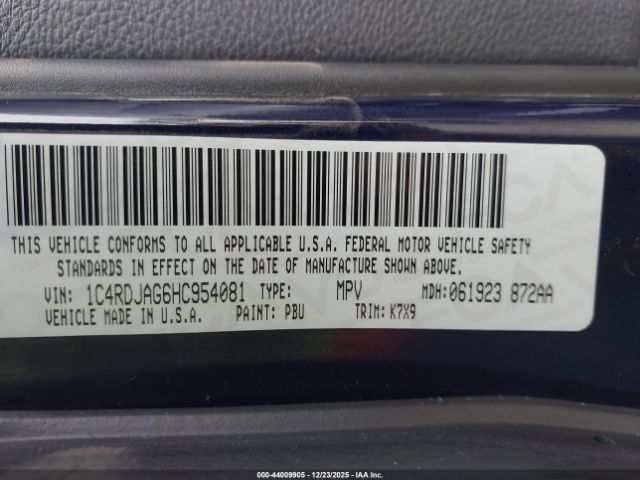 THIS VEHICLE CONFORMS TO ALL APPLICABLE U.S.A. FEDERAL MOTOR VEHICLE SAFETY
STANDARDS IN EFFECT ON THE DATE OF MANUFACTURE SHOWN ABOVE.
VIN: 1C4RDJAG6HC954081 TYPE: MPV MDH: 061923 872AA
VEHICLE MADE IN U.S.A. PAINT: PBU TRIM: K7X9
000-44009905 - 12/23/2025 - IAA Inc.